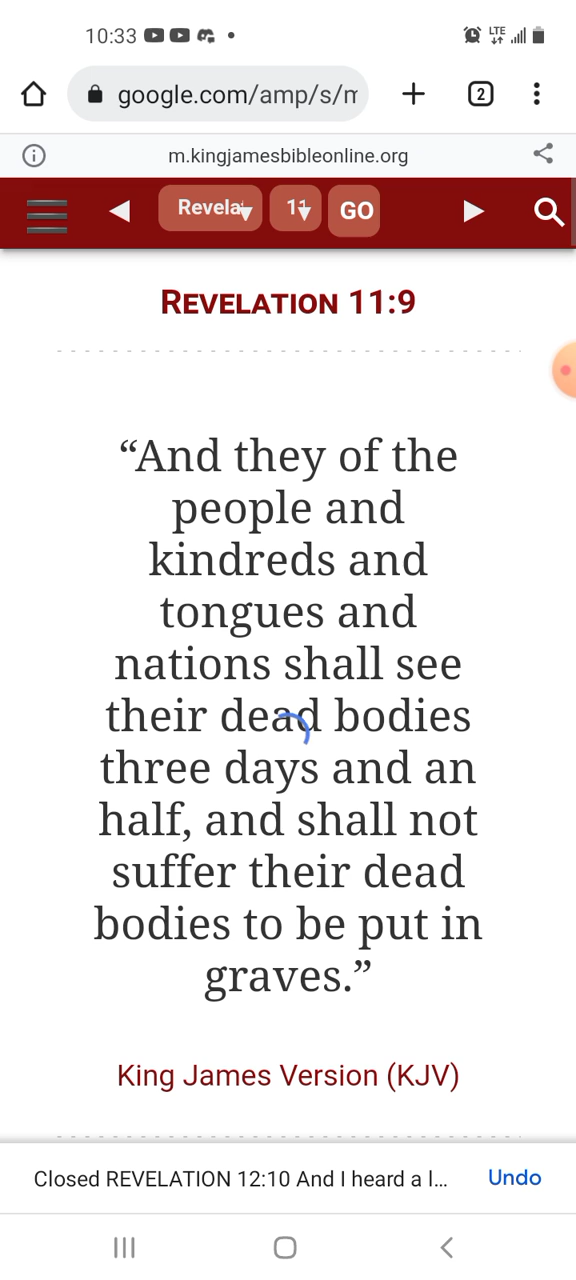 10:33
LTE
google.com/amp/s/m
2
m.kingjamesbibleonline.org
Revela
11
GO
REVELATION 11:9
“And they of the
people and
kindreds and
tongues and
nations shall see
their dead bodies
three days and an
half, and shall not
suffer their dead
bodies to be put in
graves.”
King James Version (KJV)
Closed REVELATION 12:10 And I heard a l...
Undo